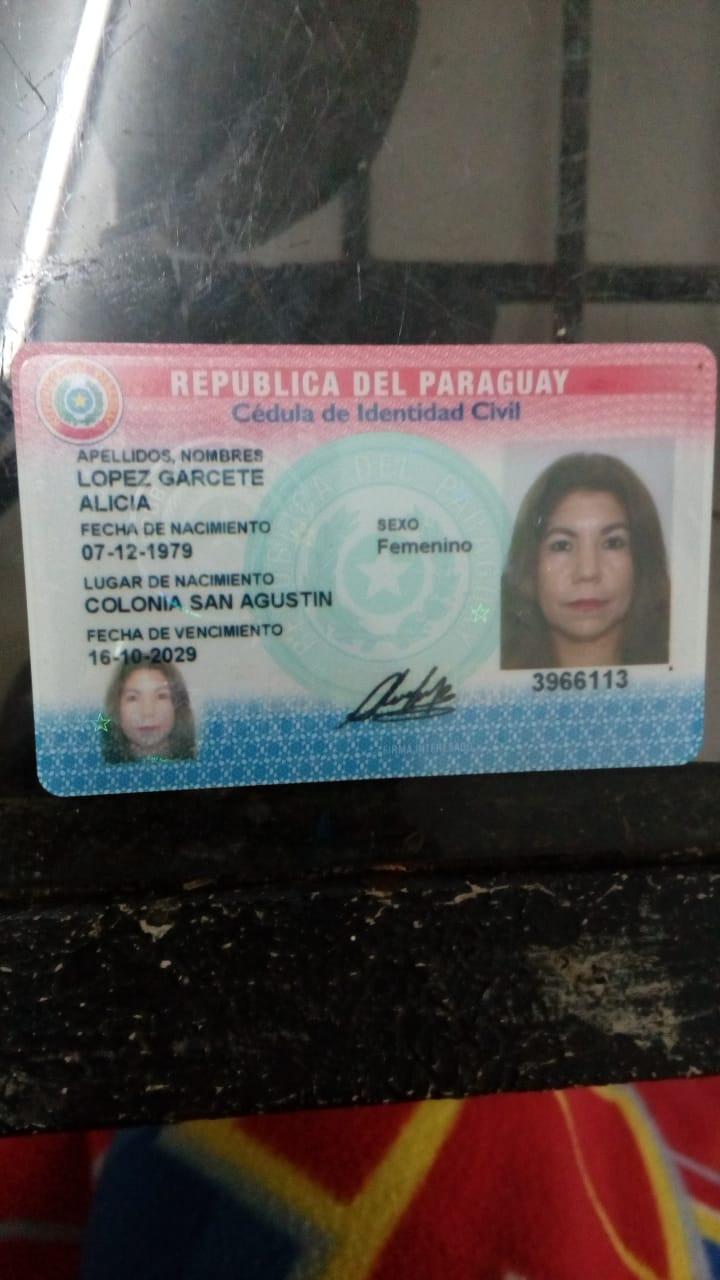 REPUBLICA DEL PARAGUAY
Cédula de Identidad Civil
APELLIDOS, NOMBRES
LOPEZ GARCETE
ALICIA
FECHA DE NACIMIENTO
07-12-1979
SEXO
Femenino
LUGAR DE NACIMIENTO
COLONIA SAN AGUSTIN
FECHA DE VENCIMIENTO
16-10-2029
3966113
FIRMA INTERESADO